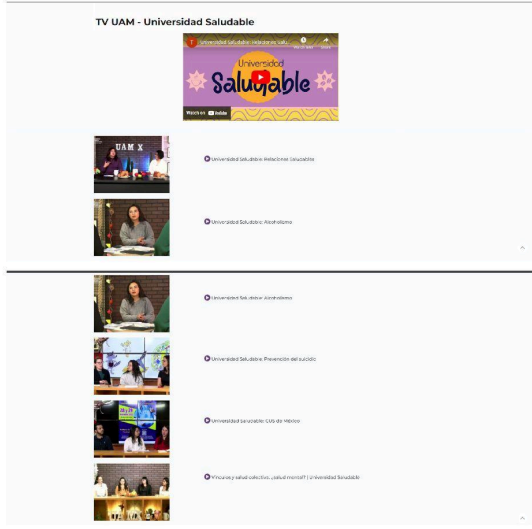 TV UAM - Universidad Saludable
Universidad Saludable: Relaciones Salu...
Universidad
Saludable
Watch on YouTube
UAM X
Universidad Saludable: Relaciones Saludables
Universidad Saludable: Alcoholismo
Universidad Saludable: Alcoholismo
Universidad Saludable: Prevención del suicidio
Universidad Saludable: CUS de México
Vínculos y salud colectiva, ¿salud mental? | Universidad Saludable